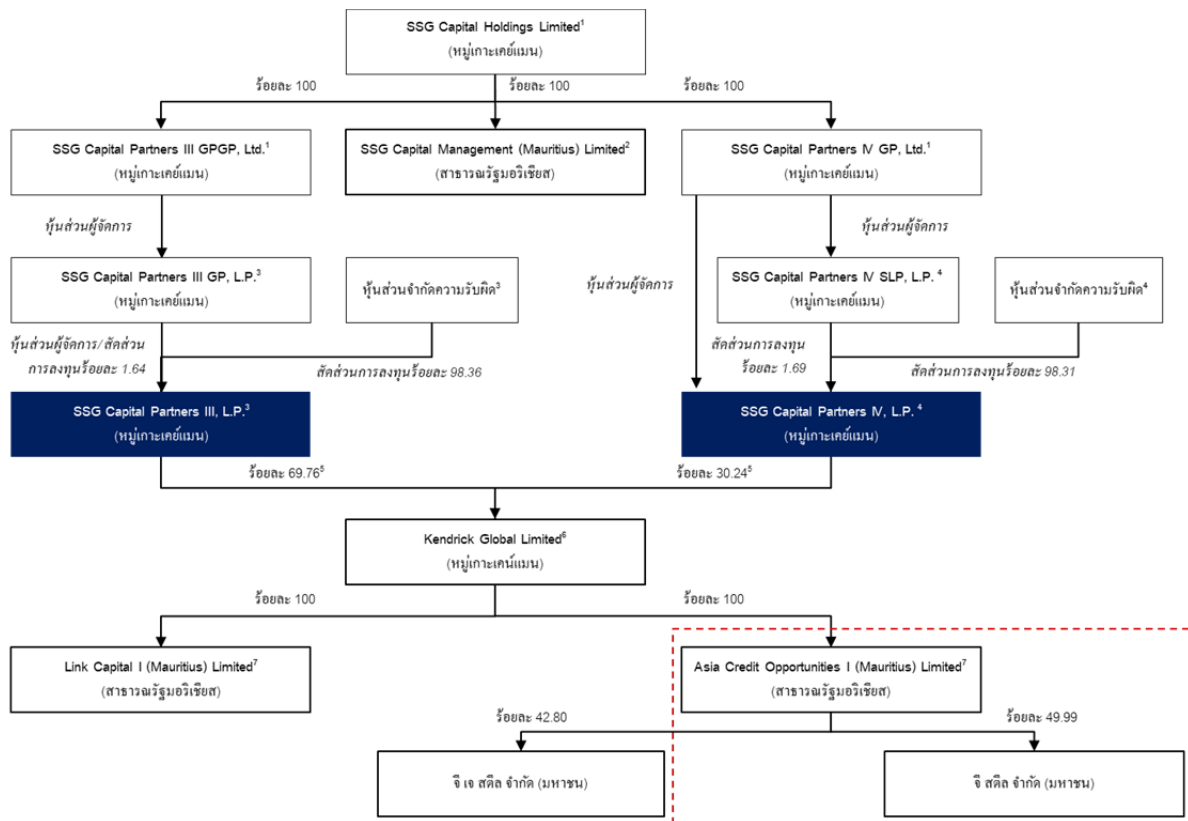 SSG Capital Holdings Limited¹
(หมู่เกาะเคย์แมน)
ร้อยละ 100
ร้อยละ 100
ร้อยละ 100
SSG Capital Partners III GPGP, Ltd.¹
(หมู่เกาะเคย์แมน)
SSG Capital Management (Mauritius) Limited²
(สาธารณรัฐมอริเชียส)
SSG Capital Partners IV GP, Ltd.¹
(หมู่เกาะเคย์แมน)
หุ้นส่วนผู้จัดการ
หุ้นส่วนผู้จัดการ
SSG Capital Partners III GP, L.P.³
(หมู่เกาะเคย์แมน)
หุ้นส่วนจำกัดความรับผิด³
หุ้นส่วนผู้จัดการ
SSG Capital Partners IV SLP, L.P. ⁴
(หมู่เกาะเคย์แมน)
หุ้นส่วนจำกัดความรับผิด⁴
หุ้นส่วนผู้จัดการ/ สัดส่วน
การลงทุนร้อยละ 1.64
สัดส่วนการลงทุนร้อยละ 98.36
สัดส่วนการลงทุน
ร้อยละ 1.69
สัดส่วนการลงทุนร้อยละ 98.31
SSG Capital Partners III, L.P.³
(หมู่เกาะเคย์แมน)
SSG Capital Partners IV, L.P. ⁴
(หมู่เกาะเคย์แมน)
ร้อยละ 69.76⁵
ร้อยละ 30.24⁵
Kendrick Global Limited⁶
(หมู่เกาะเคน์แมน)
ร้อยละ 100
ร้อยละ 100
Link Capital I (Mauritius) Limited⁷
(สาธารณรัฐมอริเชียส)
Asia Credit Opportunities I (Mauritius) Limited⁷
(สาธารณรัฐมอริเชียส)
ร้อยละ 42.80
ร้อยละ 49.99
จี เจ สตีล จำกัด (มหาชน)
จี สตีล จำกัด (มหาชน)